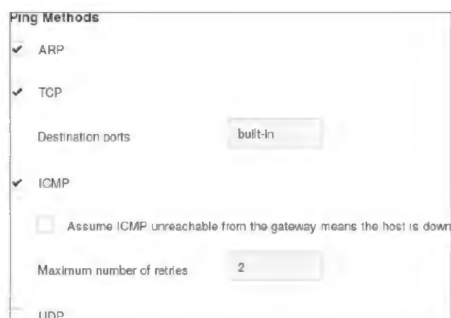 Ping Methods
ARP
TCP
Destination ports built-in
ICMP
Assume ICMP unreachable from the gateway means the host is down
Maximum number of retries 2
UDP